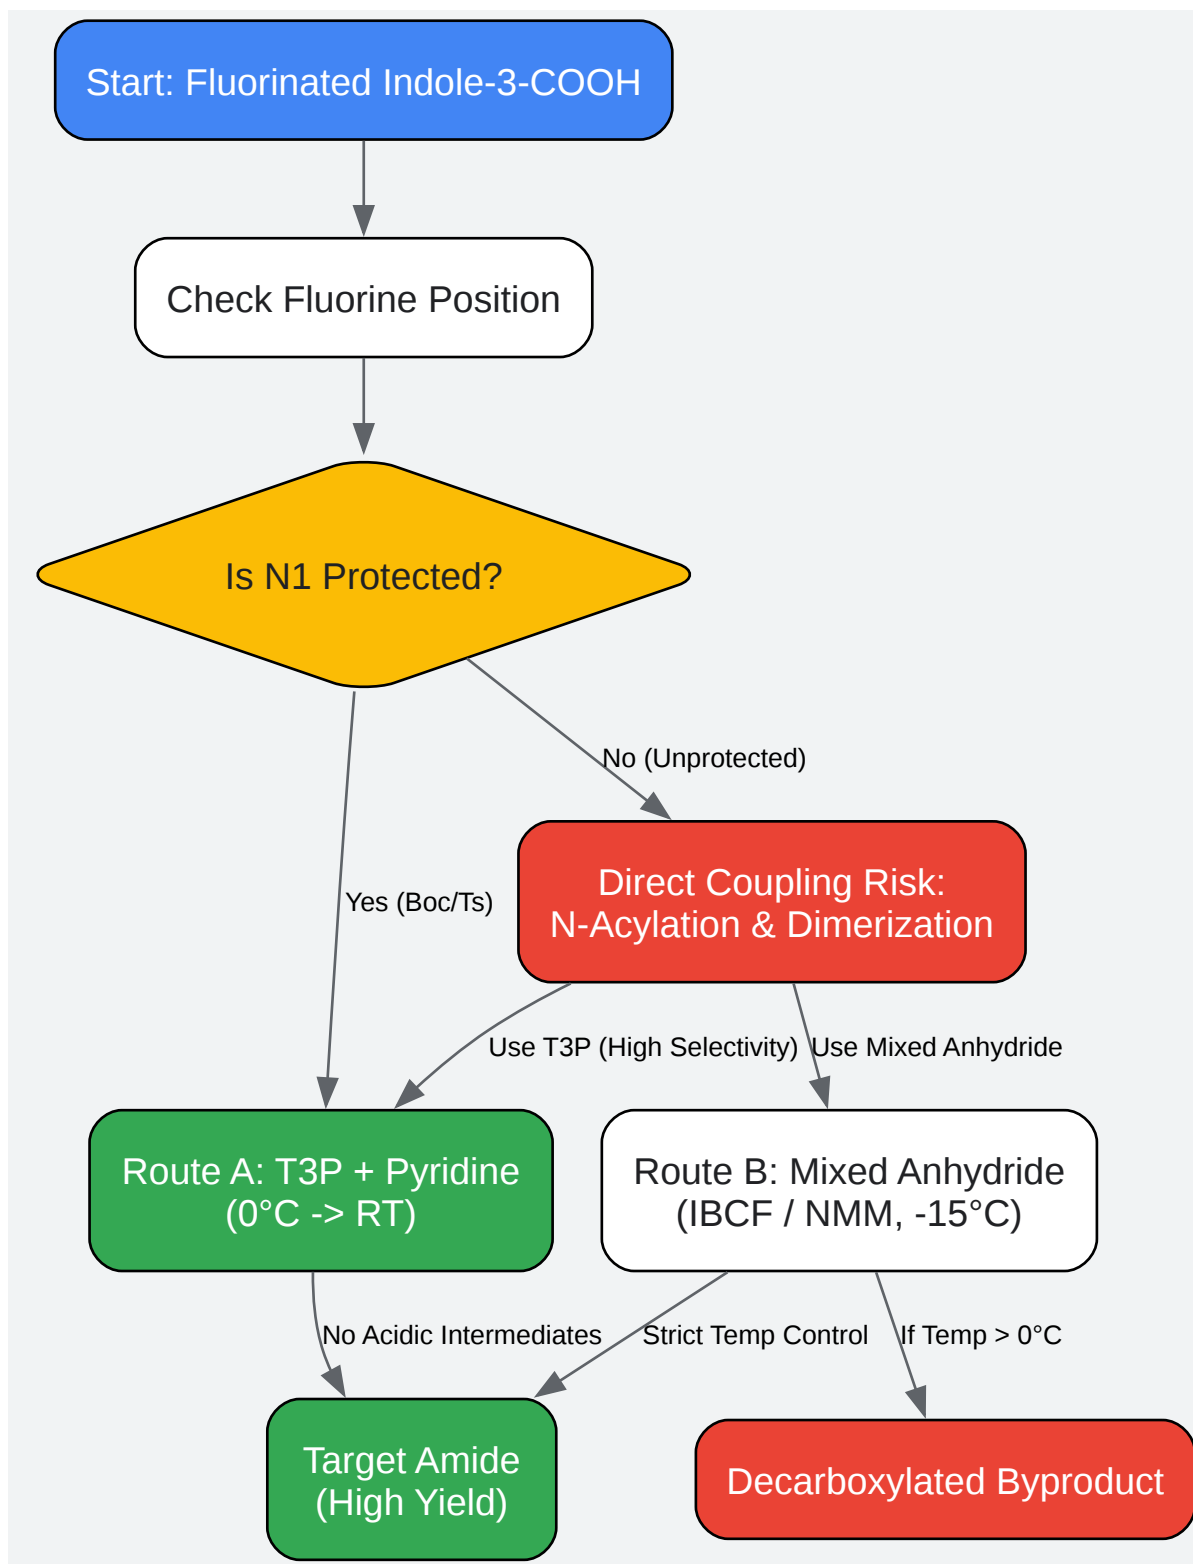 Start: Fluorinated Indole-3-COOH
Check Fluorine Position
Is N1 Protected?
No (Unprotected)
Yes (Boc/Ts)
Direct Coupling Risk:
N-Acylation & Dimerization
Use T3P (High Selectivity)
Use Mixed Anhydride
Route A: T3P + Pyridine
(0°C -> RT)
Route B: Mixed Anhydride
(IBCF / NMM, -15°C)
No Acidic Intermediates
Strict Temp Control
If Temp > 0°C
Target Amide
(High Yield)
Decarboxylated Byproduct